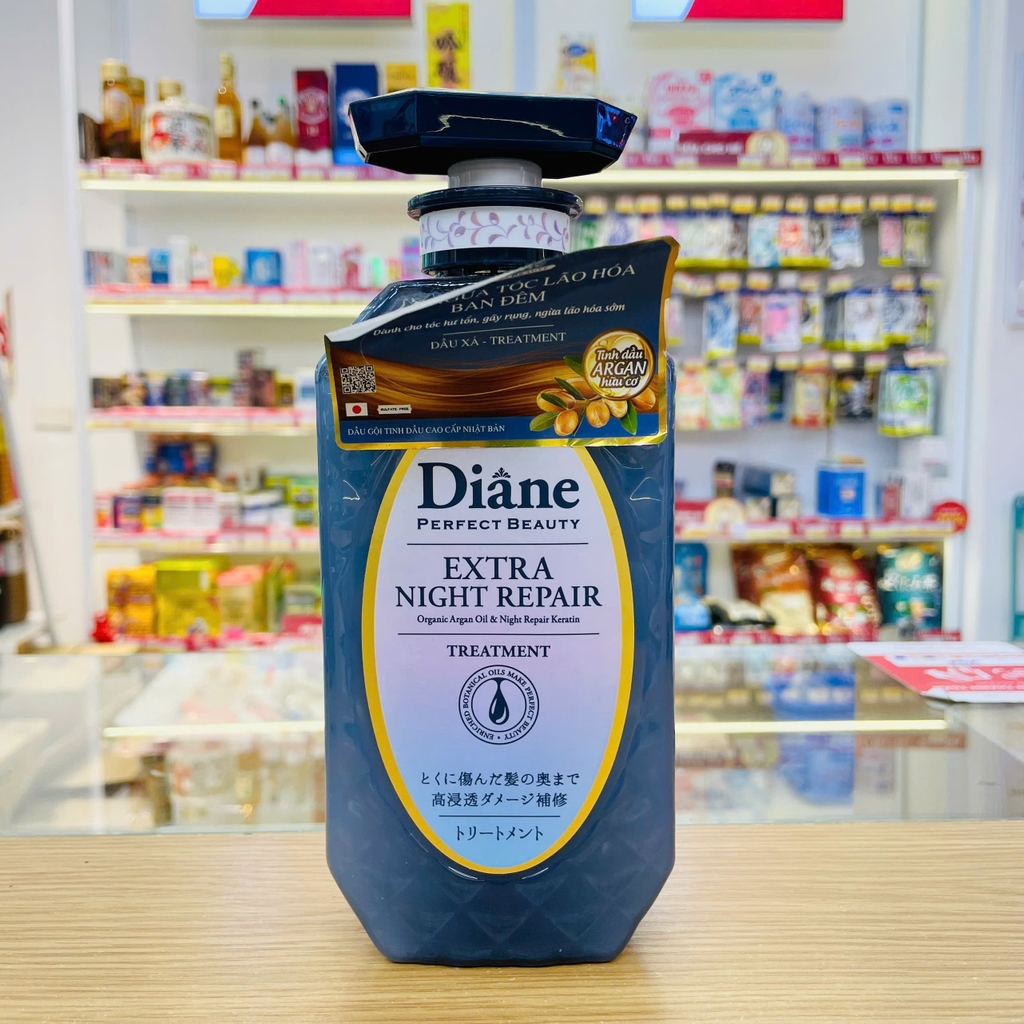 TÓC LÃO HÓA
BAN ĐÊM
Dành cho tóc hư tổn, gãy rụng, ngừa lão hóa sớm
DẦU XẢ - TREATMENT
Tinh dầu
ARGAN
hữu cơ
SULFATE FREE
DẦU GỘI TINH DẦU CAO CẤP NHẬT BẢN
Diane
PERFECT BEAUTY
EXTRA
NIGHT REPAIR
Organic Argan Oil & Night Repair Keratin
TREATMENT
ENRICHED BOTANICAL OILS MAKE PERFECT BEAUTY
とくに傷んだ髪の奥まで
高浸透ダメージ補修
トリートメント